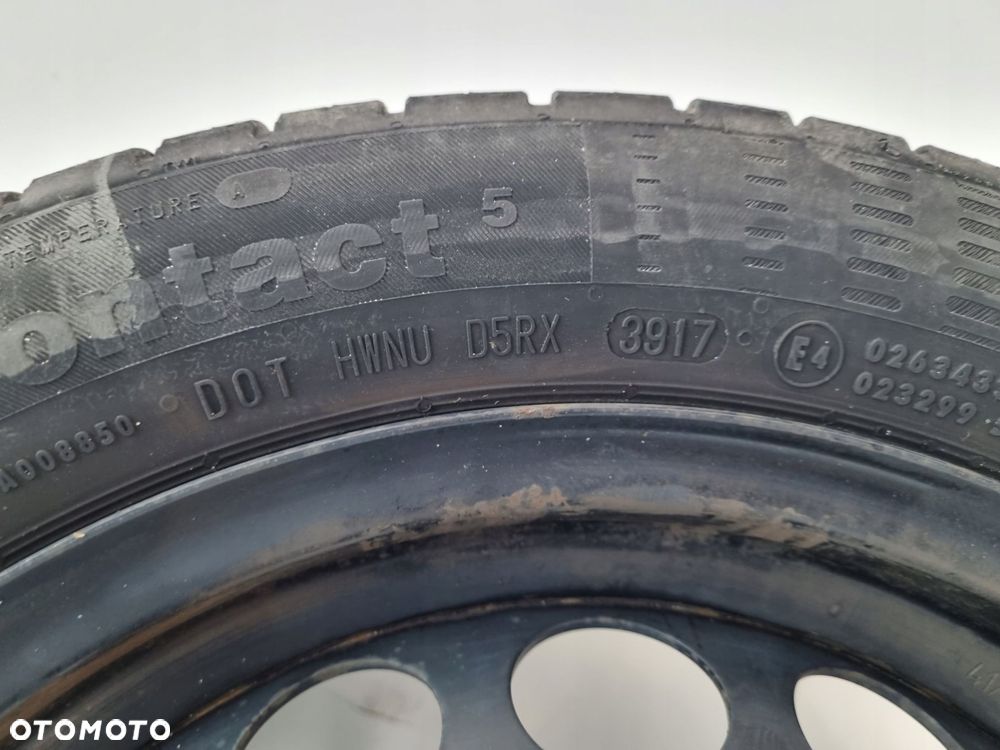 TEMPERATURE A
ontact 5
A908850 DOT HWNU D5RX 3917 E4
026343
023299
OTOMOTO